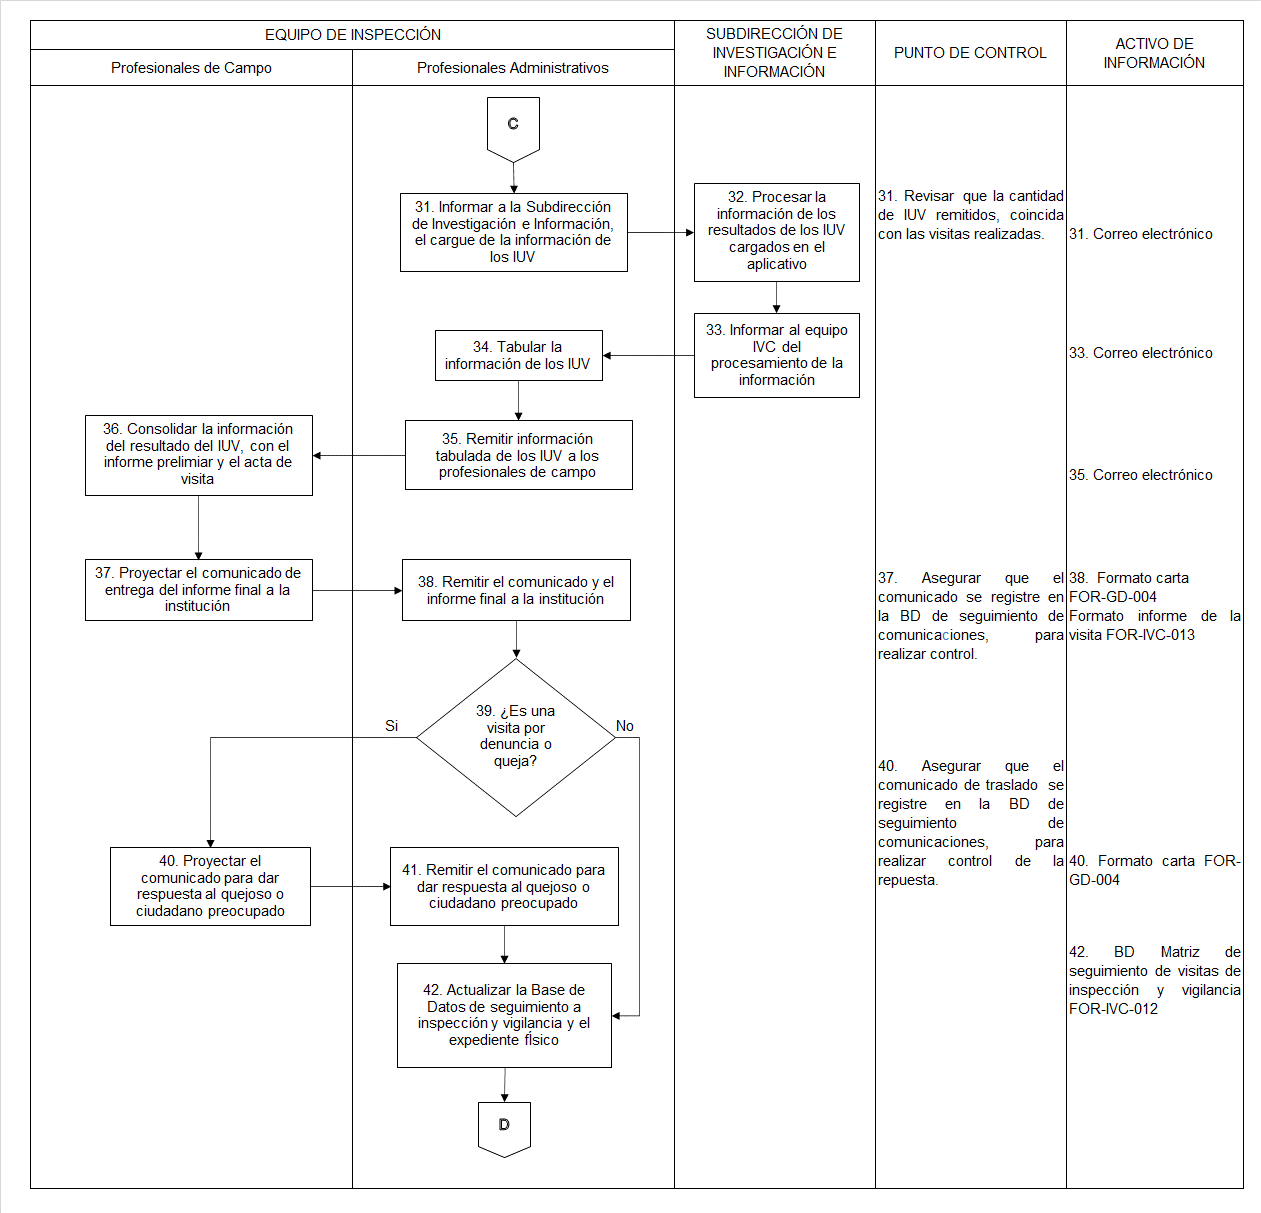 EQUIPO DE INSPECCIÓN
Profesionales de Campo
Profesionales Administrativos
SUBDIRECCIÓN DE
INVESTIGACIÓN E
INFORMACIÓN
PUNTO DE CONTROL
ACTIVO DE
INFORMACIÓN
C
31. Informar a la Subdirección
de Investigación e Información,
el cargue de la información de
los IUV
32. Procesar la
información de los
resultados de los IUV
cargados en el
aplicativo
31. Revisar que la cantidad
de IUV remitidos, coincida
con las visitas realizadas.
31. Correo electrónico
33. Informar al equipo
IVC del
procesamiento de la
información
34. Tabular la
información de los IUV
33. Correo electrónico
36. Consolidar la información
del resultado del IUV, con el
informe prelimiar y el acta de
visita
35. Remitir información
tabulada de los IUV a los
profesionales de campo
35. Correo electrónico
37. Proyectar el comunicado de
entrega del informe final a la
institución
38. Remitir el comunicado y el
informe final a la institución
37. Asegurar que el
comunicado se registre en
la BD de seguimiento de
comunicaciones, para
realizar control.
38. Formato carta
FOR-GD-004
Formato informe de la
visita FOR-IVC-013
39. ¿Es una
visita por
denuncia o
queja?
Si
No
40. Asegurar que el
comunicado de traslado se
registre en la BD de
seguimiento de
comunicaciones, para
realizar control de la
repuesta.
40. Proyectar el
comunicado para dar
respuesta al quejoso o
ciudadano preocupado
41. Remitir el comunicado para
dar respuesta al quejoso o
ciudadano preocupado
40. Formato carta FOR-
GD-004
42. Actualizar la Base de
Datos de seguimiento a
inspección y vigilancia y el
expediente físico
42. BD Matriz de
seguimiento de visitas de
inspección y vigilancia
FOR-IVC-012
D